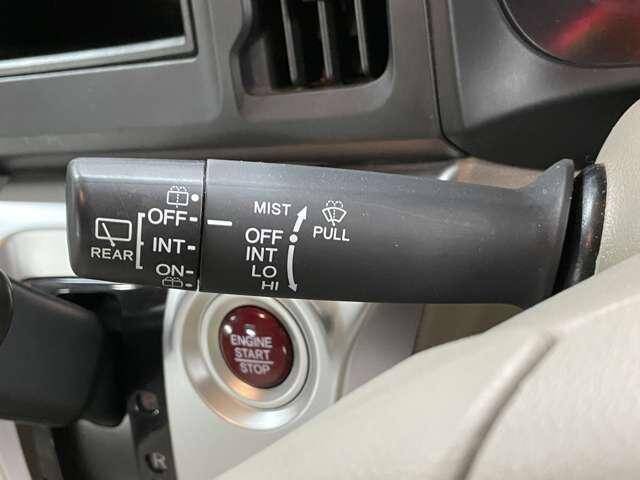 OFF
INT
ON
REAR
MIST
OFF
INT
LO
HI
PULL
ENGINE
START
STOP
R